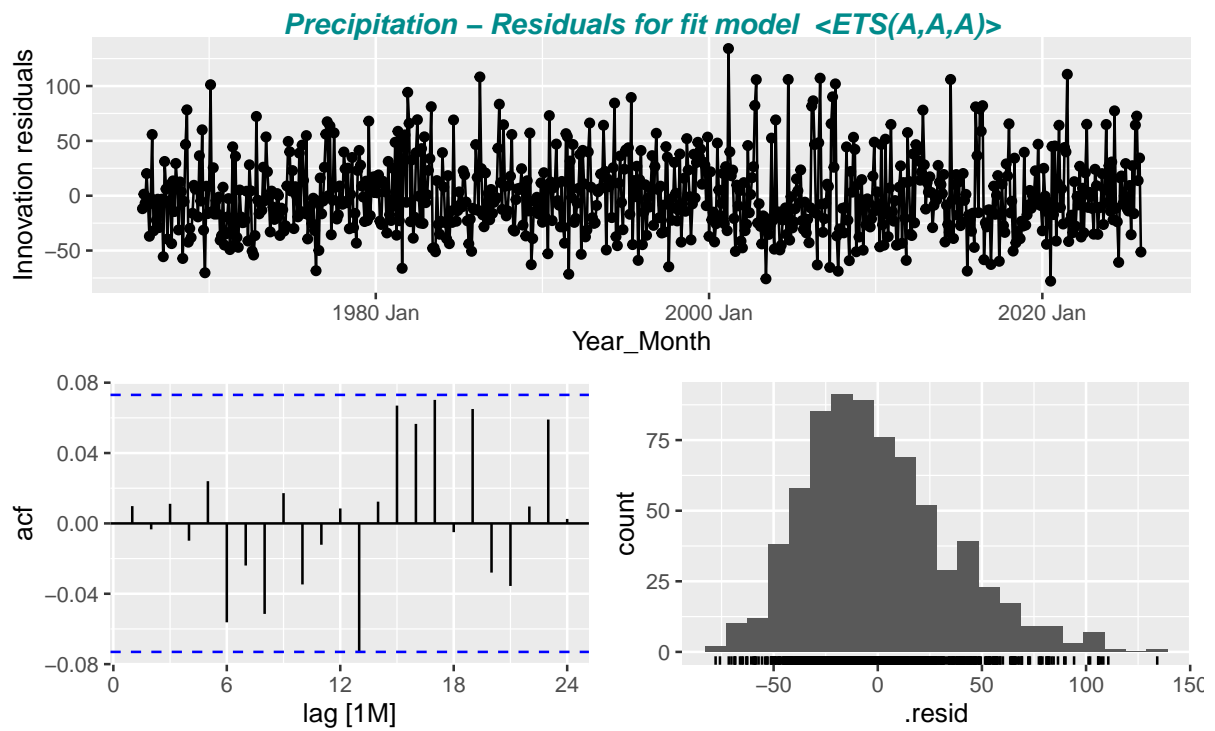 Precipitation – Residuals for fit model <ETS(A,A,A)>
Innovation residuals
100
50
0
−50
1980 Jan
2000 Jan
2020 Jan
Year_Month
acf
0.08
0.04
0.00
−0.04
−0.08
0
6
12
18
24
lag [1M]
count
75
50
25
0
−50
0
50
100
150
.resid